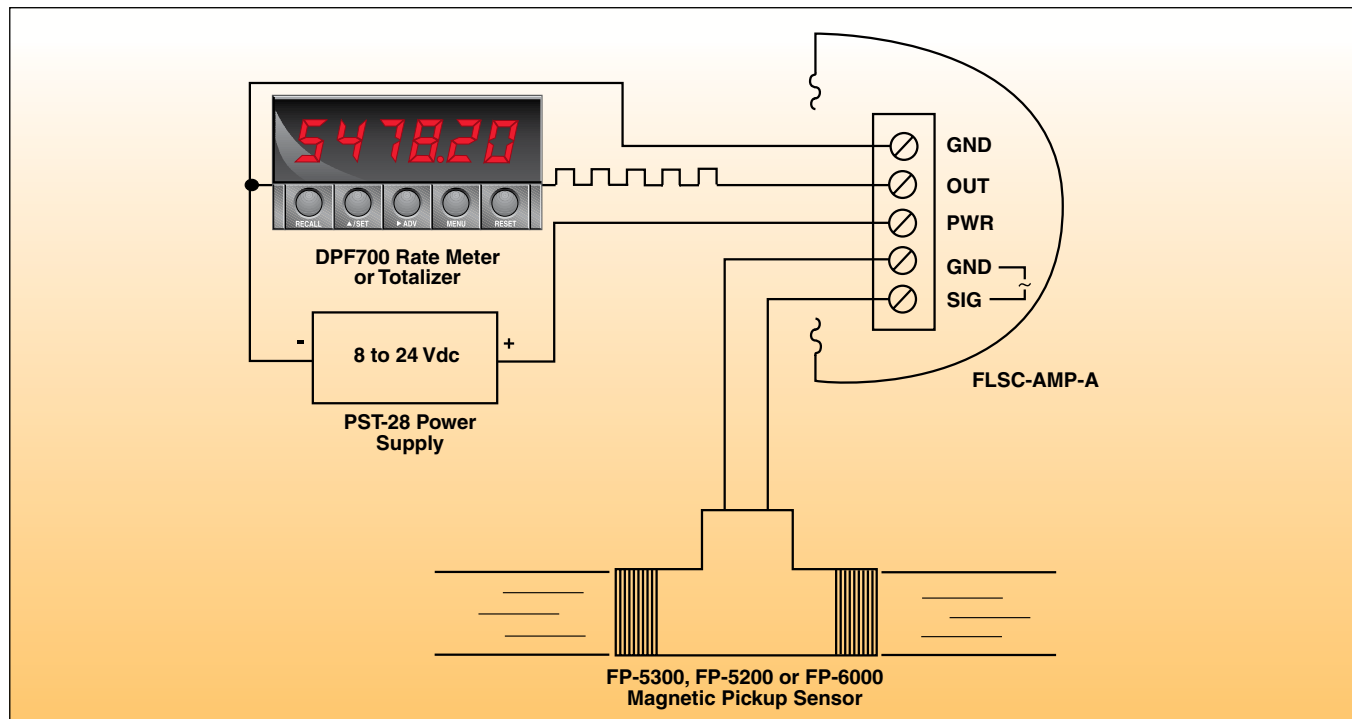 5478.20
RECALL
▲/SET
▶ADV
MENU
RESET
DPF700 Rate Meter
or Totalizer
-
8 to 24 Vdc
+
PST-28 Power
Supply
GND
OUT
PWR
GND
~
SIG
FLSC-AMP-A
FP-5300, FP-5200 or FP-6000
Magnetic Pickup Sensor